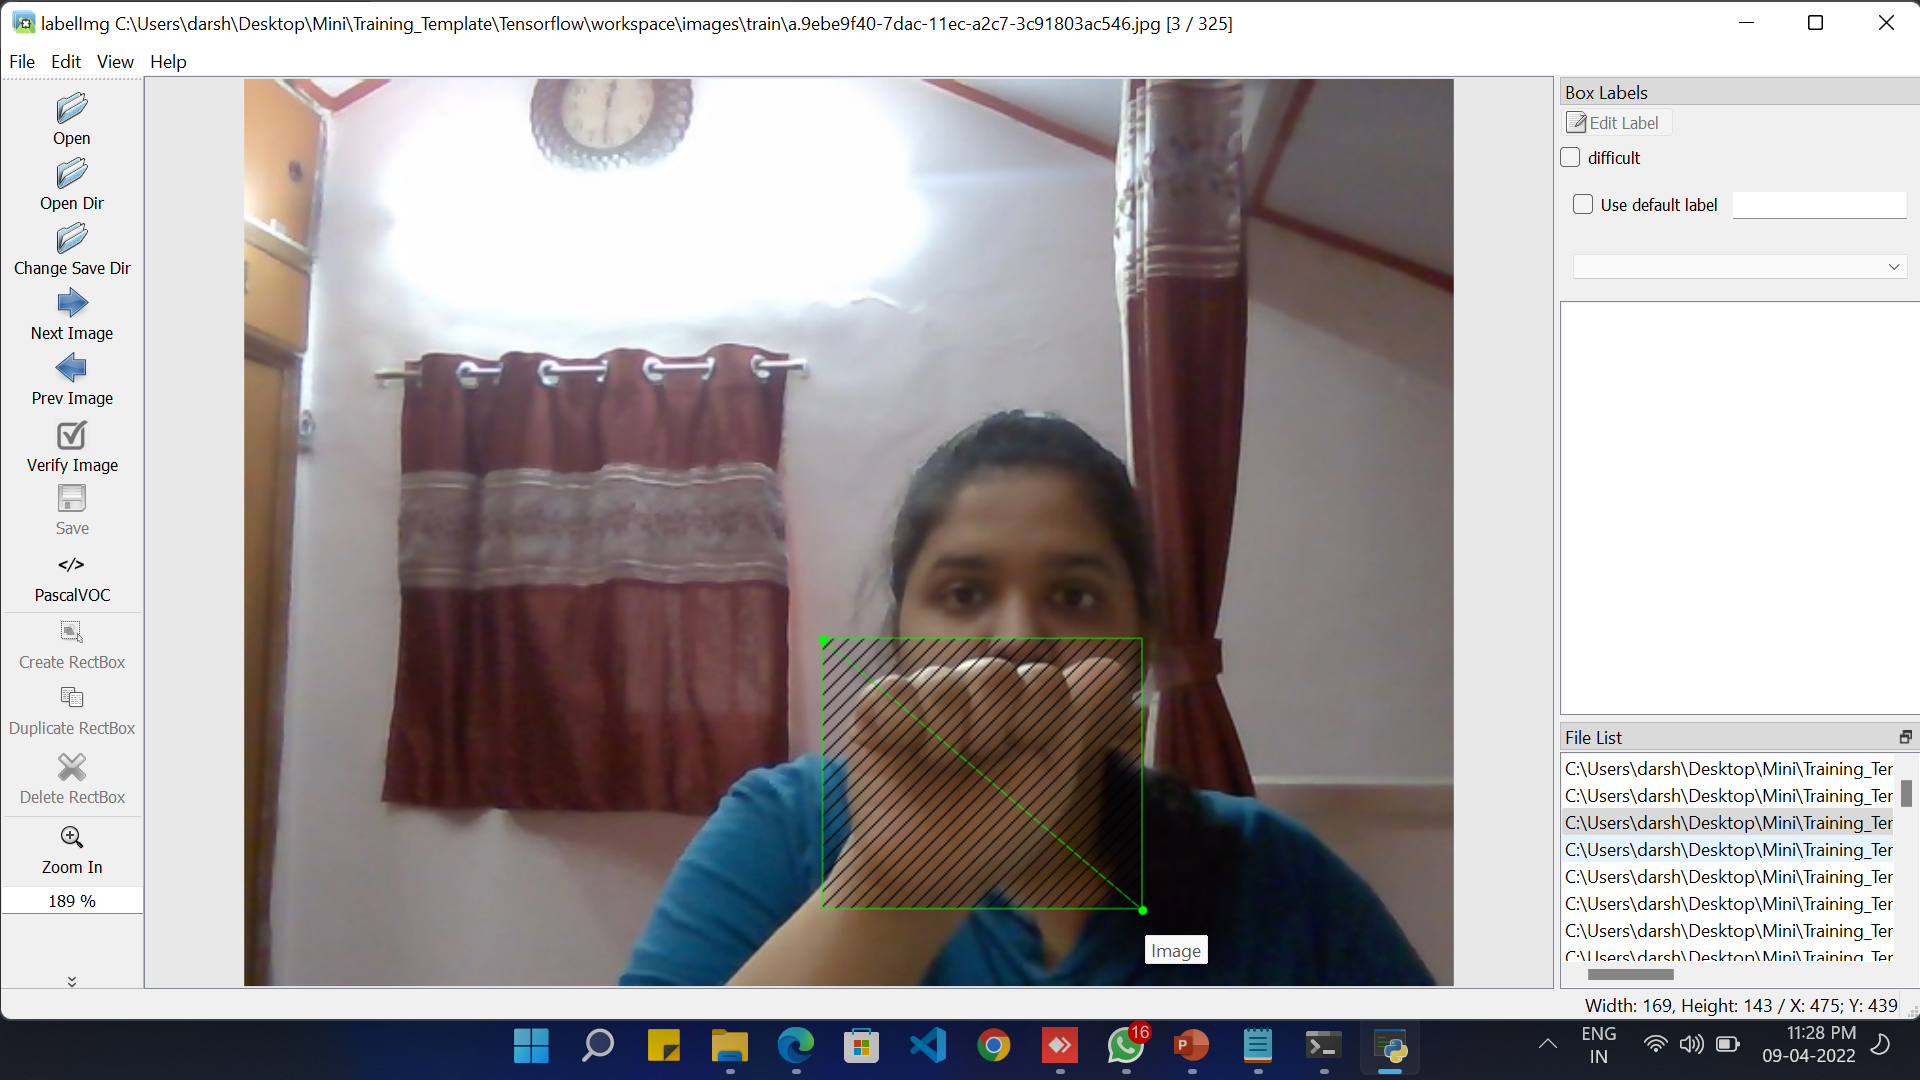 labelImg C:\Users\darsh\Desktop\Mini\Training_Template\Tensorflow\workspace\images\train\a.9ebe9f40-7dac-11ec-a2c7-3c91803ac546.jpg [3 / 325]
File Edit View Help
Open
Open Dir
Change Save Dir
Next Image
Prev Image
Verify Image
Save
</>
PascalVOC
Create RectBox
Duplicate RectBox
Delete RectBox
Zoom In
189 %
Image
Box Labels
Edit Label
difficult
Use default label
File List
C:\Users\darsh\Desktop\Mini\Training_Ter
C:\Users\darsh\Desktop\Mini\Training_Ter
C:\Users\darsh\Desktop\Mini\Training_Ter
C:\Users\darsh\Desktop\Mini\Training_Ter
C:\Users\darsh\Desktop\Mini\Training_Ter
C:\Users\darsh\Desktop\Mini\Training_Ter
C:\Users\darsh\Desktop\Mini\Training_Ter
C:\Users\darsh\Desktop\Mini\Training_Ter
Width: 169, Height: 143 / X: 475; Y: 439
16
P
ENG
IN
11:28 PM
09-04-2022